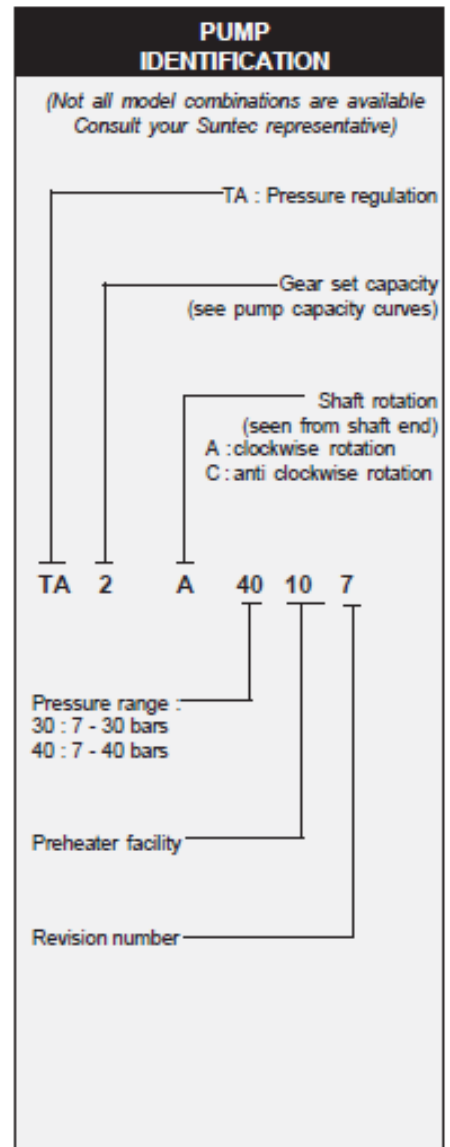 PUMP
IDENTIFICATION
(Not all model combinations are available
Consult your Suntec representative)
TA : Pressure regulation
Gear set capacity
(see pump capacity curves)
Shaft rotation
(seen from shaft end)
A :clockwise rotation
C : anti clockwise rotation
TA 2 A 40 10 7
Pressure range :
30 : 7 - 30 bars
40 : 7 - 40 bars
Preheater facility
Revision number